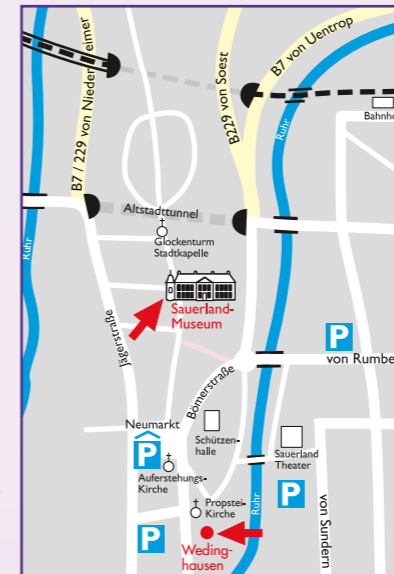 B7 / 229 von Niedereimer
B229 von Soest
B7 von Uentrop
Ruhr
Bahnho
Altstadttunnel
Ruhr
Glockenturm
Stadtkapelle
Sauerland-
Museum
Jägerstraße
P
von Rumbe
Bömerstraße
Neumarkt
P
Schützen-
halle
Auferstehungs-
Kirche
Sauerland
Theater
P
Propstei-
Kirche
Ruhr
P
Weding-
hausen
von Sundern